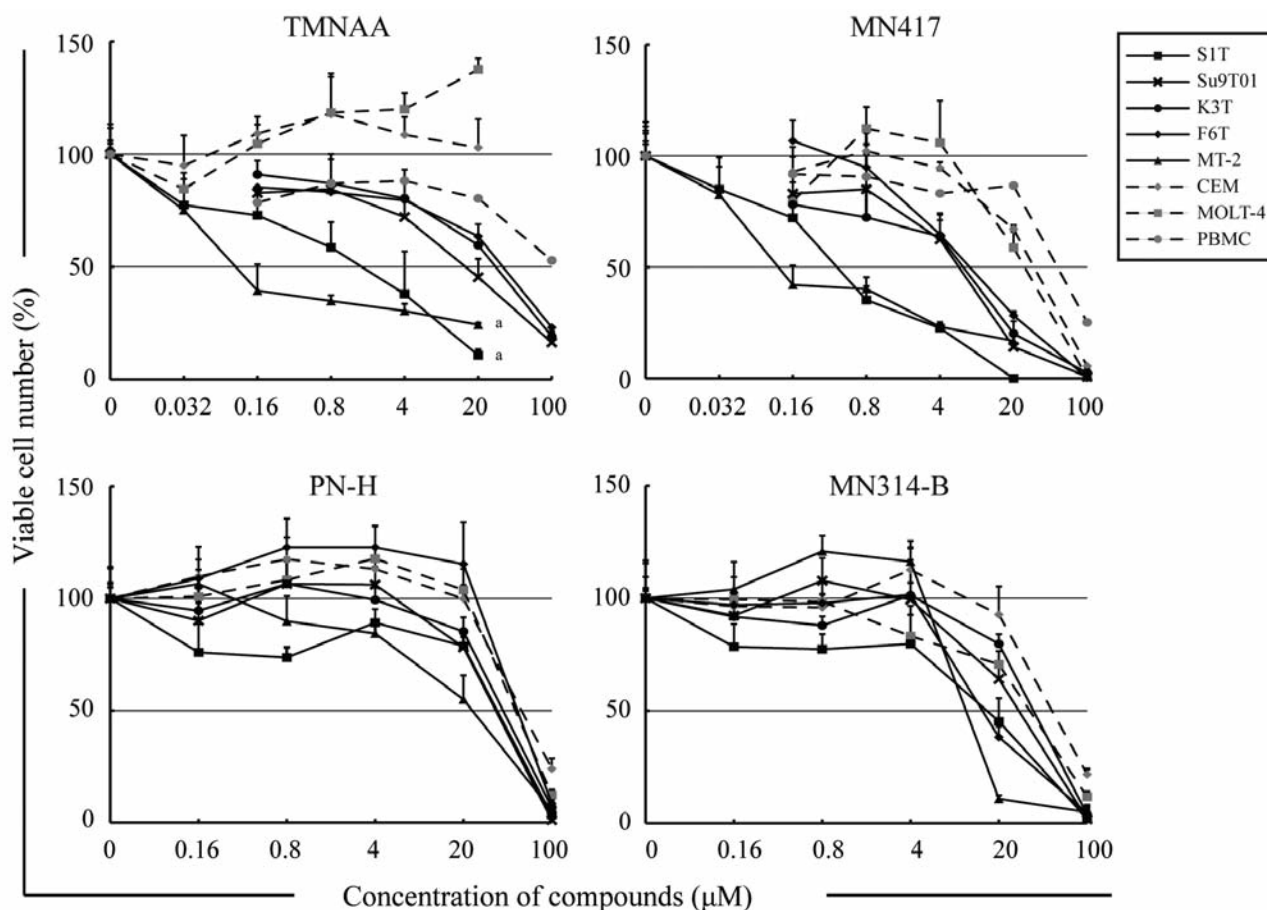 TMNAA
150
100
50
0
0 0.032 0.16 0.8 4 20 100
a
a
MN417
150
100
50
0
0 0.032 0.16 0.8 4 20 100
S1T
Su9T01
K3T
F6T
MT-2
CEM
MOLT-4
PBMC
PN-H
150
100
50
0
0 0.16 0.8 4 20 100
MN314-B
150
100
50
0
0 0.16 0.8 4 20 100
Viable cell number (%)
Concentration of compounds (μM)